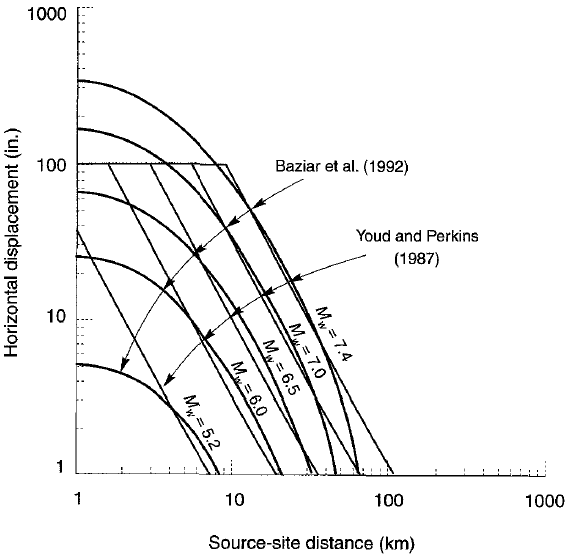 1000
100
10
1
Horizontal displacement (in.)
Baziar et al. (1992)
Youd and Perkins
(1987)
M_w = 7.4
M_w = 7.0
M_w = 6.5
M_w = 6.0
M_w = 5.2
1
10
100
1000
Source-site distance (km)